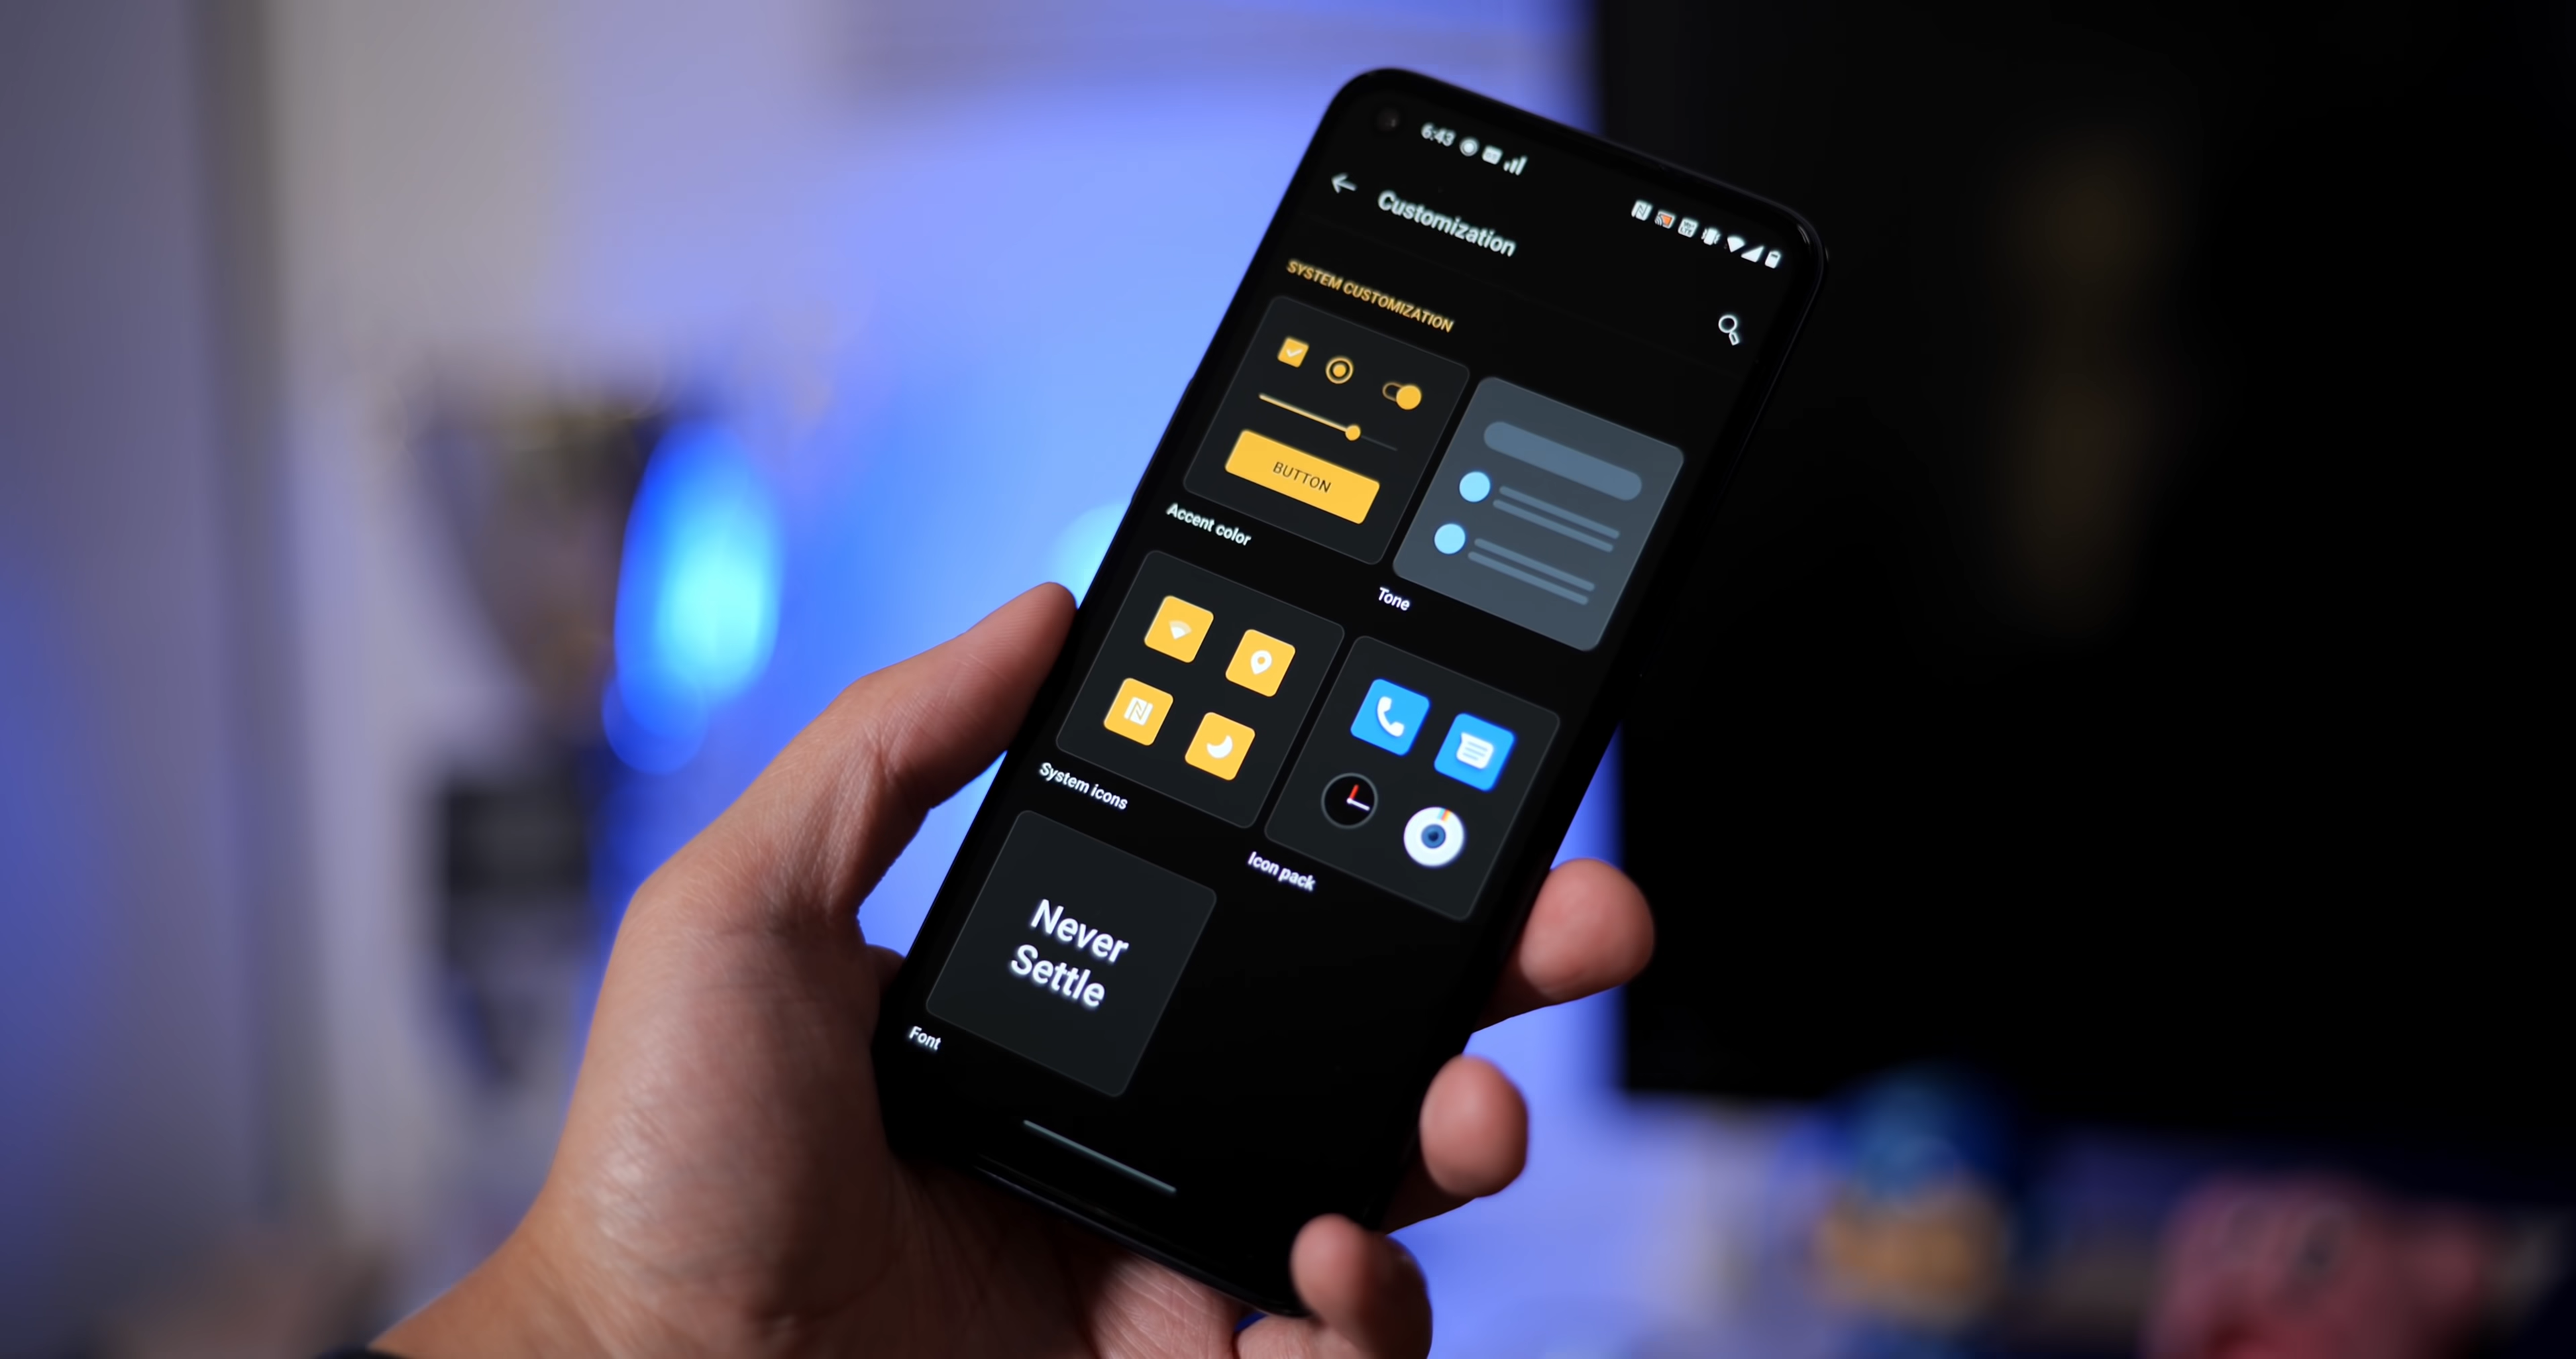 6:43
Customization
SYSTEM CUSTOMIZATION
BUTTON
Accent color
Tone
System icons
Icon pack
Never
Settle
Font